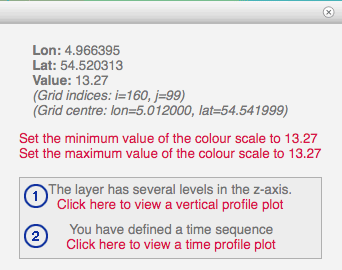 Lon: 4.966395
Lat: 54.520313
Value: 13.27
(Grid indices: i=160, j=99)
(Grid centre: lon=5.012000, lat=54.541999)
Set the minimum value of the colour scale to 13.27
Set the maximum value of the colour scale to 13.27
1 The layer has several levels in the z-axis.
Click here to view a vertical profile plot
2 You have defined a time sequence
Click here to view a time profile plot